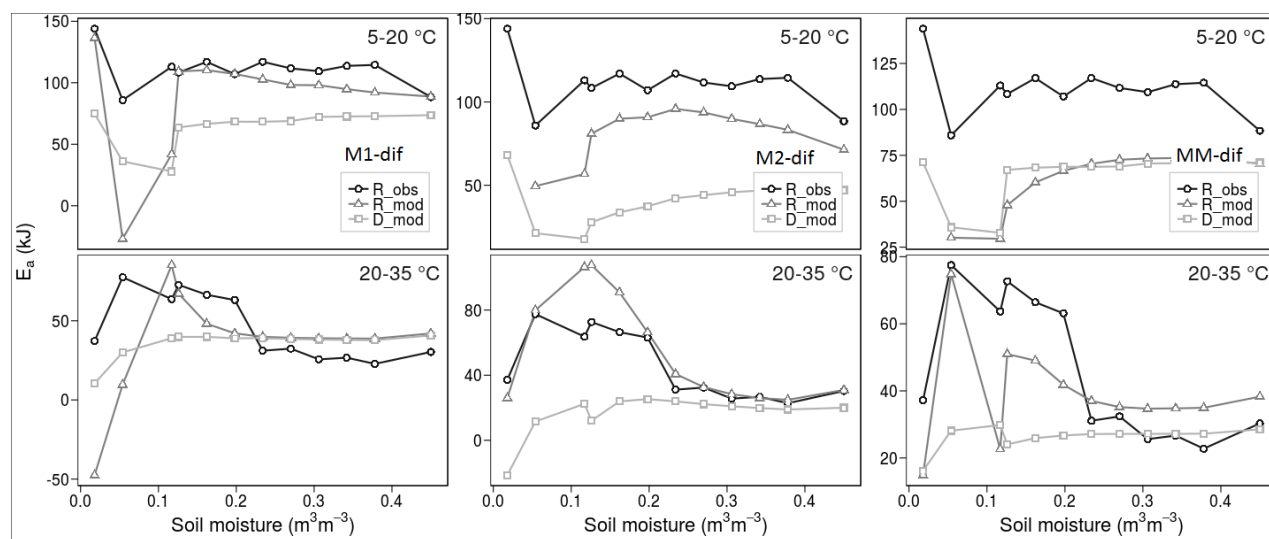 150
100
50
0
5-20 °C
M1-dif
R_obs
R_mod
D_mod
150
100
50
5-20 °C
M2-dif
R_obs
R_mod
D_mod
125
100
75
50
25
5-20 °C
MM-dif
R_obs
R_mod
D_mod
Eₐ (kJ)
50
0
-50
20-35 °C
80
40
0
20-35 °C
80
60
40
20
20-35 °C
0.0 0.1 0.2 0.3 0.4
0.0 0.1 0.2 0.3 0.4
0.0 0.1 0.2 0.3 0.4
Soil moisture (m³m⁻³)
Soil moisture (m³m⁻³)
Soil moisture (m³m⁻³)